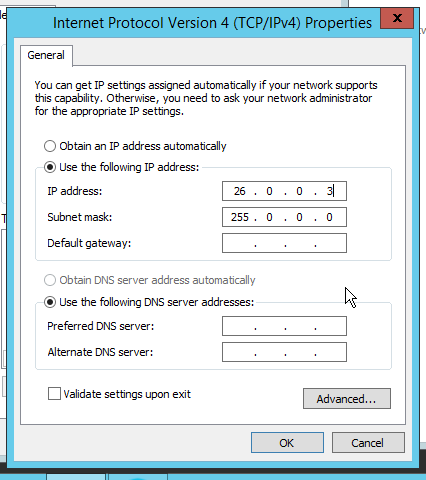 Internet Protocol Version 4 (TCP/IPv4) Properties
x
General
You can get IP settings assigned automatically if your network supports
this capability. Otherwise, you need to ask your network administrator
for the appropriate IP settings.
Obtain an IP address automatically
Use the following IP address:
IP address: 26 . 0 . 0 . 3
Subnet mask: 255 . 0 . 0 . 0
Default gateway: . . .
Obtain DNS server address automatically
Use the following DNS server addresses:
Preferred DNS server: . . .
Alternate DNS server: . . .
Validate settings upon exit
Advanced...
OK Cancel